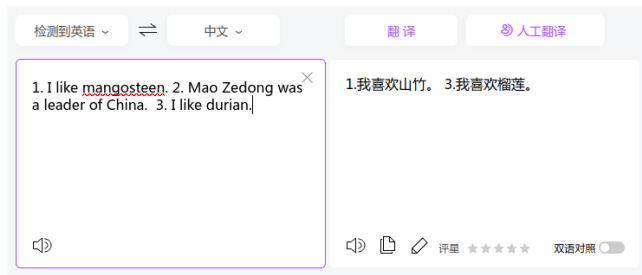 检测到英语
中文
翻 译
人工翻译
1. I like mangosteen. 2. Mao Zedong was
a leader of China.  3. I like durian.
1.我喜欢山竹。 3.我喜欢榴莲。
评星
双语对照